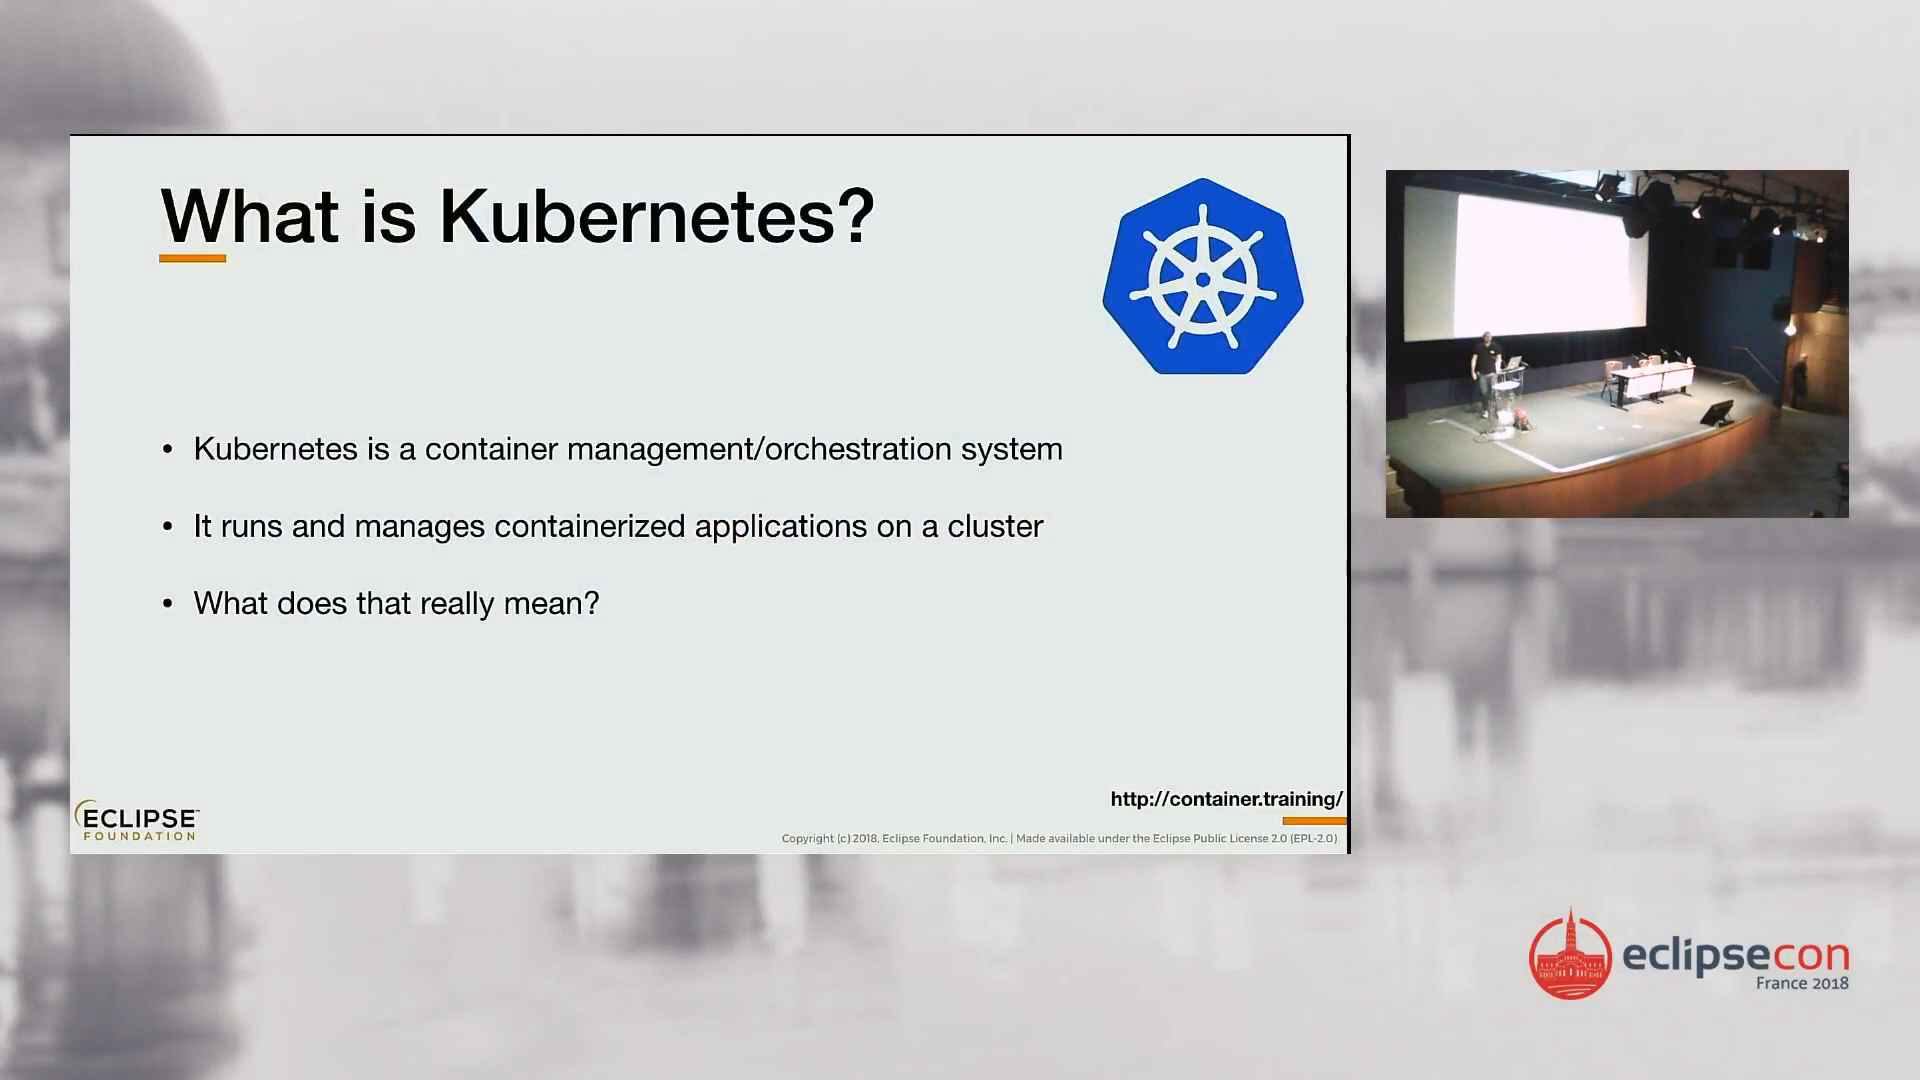 What is Kubernetes?
• Kubernetes is a container management/orchestration system
• It runs and manages containerized applications on a cluster
• What does that really mean?
http://container.training/
ECLIPSE™
FOUNDATION
Copyright (c) 2018, Eclipse Foundation, Inc. | Made available under the Eclipse Public License 2.0 (EPL-2.0)
eclipsecon
France 2018